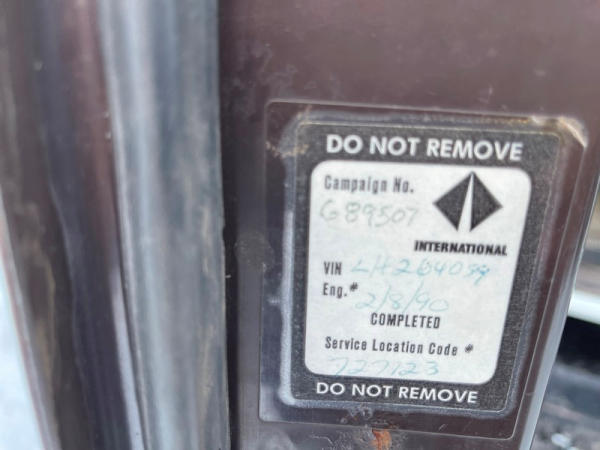 DO NOT REMOVE
Campaign No.
G89507
INTERNATIONAL
VIN LH264059
Eng.#
2/8/90
COMPLETED
Service Location Code #
727123
DO NOT REMOVE